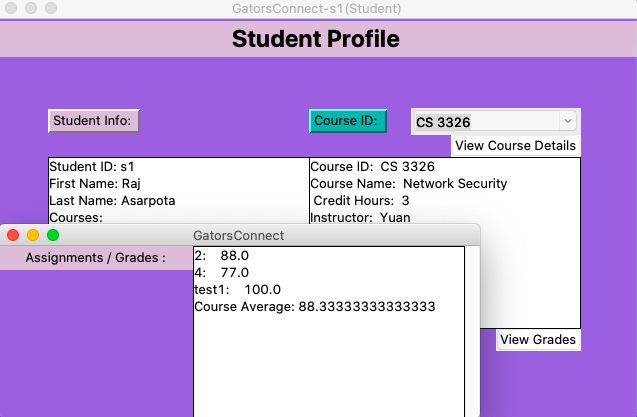 GatorsConnect-s1(Student)
Student Profile
Student Info:
Course ID:
CS 3326
View Course Details
Student ID: s1
First Name: Raj
Last Name: Asarpota
Courses:
Course ID:  CS 3326
Course Name:  Network Security
Credit Hours:  3
Instructor:  Yuan
GatorsConnect
Assignments / Grades :
2:    88.0
4:    77.0
test1:    100.0
Course Average: 88.33333333333333
View Grades